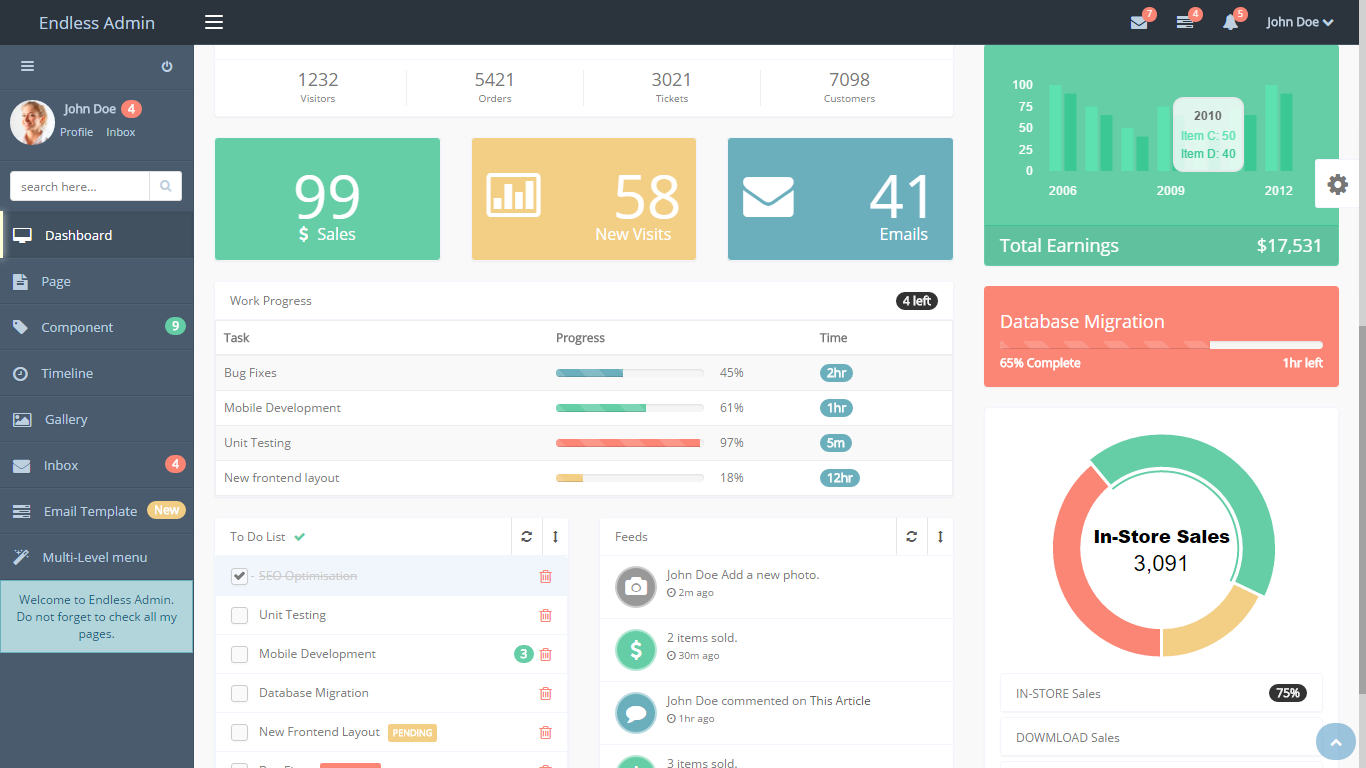 Endless Admin
7
4
5
John Doe
John Doe 4
Profile Inbox
search here...
Dashboard
Page
Component 9
Timeline
Gallery
Inbox 4
Email Template New
Multi-Level menu
Welcome to Endless Admin.
Do not forget to check all my
pages.
1232 5421 3021 7098
Visitors Orders Tickets Customers
99
$ Sales
58
New Visits
41
Emails
Work Progress 4 left
Task Progress Time
Bug Fixes 45% 2hr
Mobile Development 61% 1hr
Unit Testing 97% 5m
New frontend layout 18% 12hr
To Do List
- SEO Optimisation
Unit Testing
Mobile Development 3
Database Migration
New Frontend Layout PENDING
Feeds
John Doe Add a new photo.
2m ago
$
2 items sold.
30m ago
John Doe commented on This Article
1hr ago
3 items sold.
100
75
50
25
0
2006 2009 2012
2010
Item C: 50
Item D: 40
Total Earnings $17,531
Database Migration
65% Complete 1hr left
In-Store Sales
3,091
IN-STORE Sales 75%
DOWMLOAD Sales